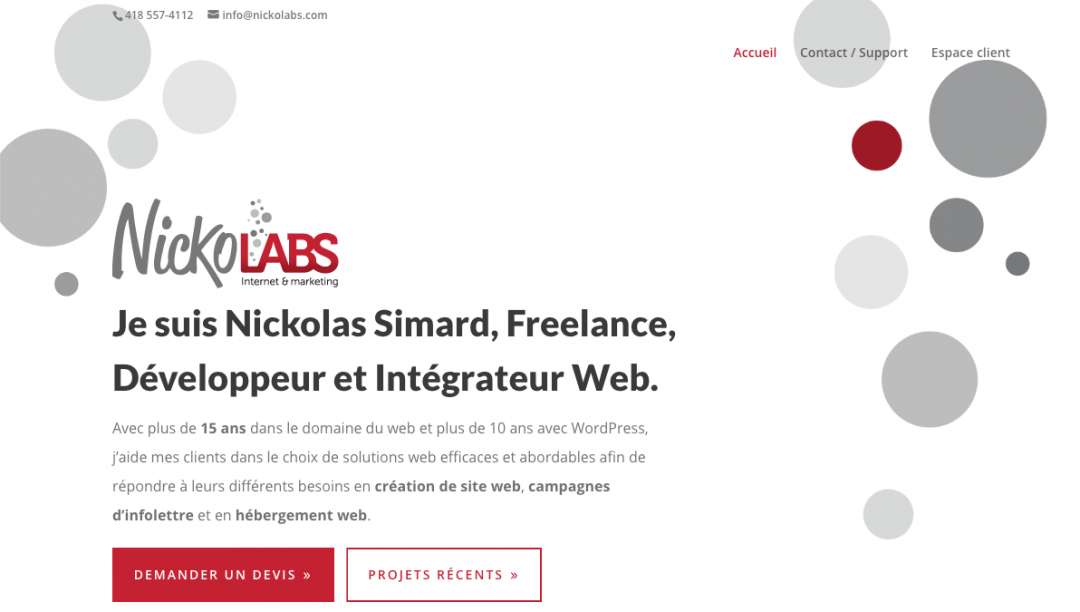 418 557-4112 info@nickolabs.com
Accueil Contact / Support Espace client
NickoLABS
Internet & marketing
Je suis Nickolas Simard, Freelance,
Développeur et Intégrateur Web.
Avec plus de 15 ans dans le domaine du web et plus de 10 ans avec WordPress,
j’aide mes clients dans le choix de solutions web efficaces et abordables afin de
répondre à leurs différents besoins en création de site web, campagnes
d’infolettre et en hébergement web.
DEMANDER UN DEVIS » PROJETS RÉCENTS »